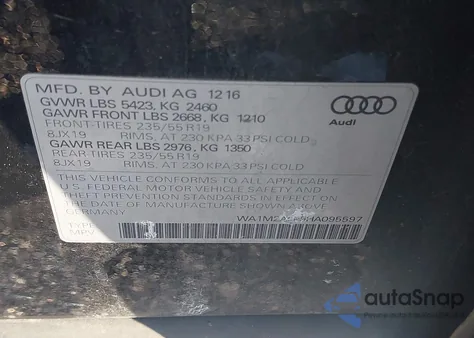 MFD. BY AUDI AG 12 16
GVWR LBS 5423, KG 2460
GAWR FRONT LBS 2668, KG 1210
FRONT-TIRES 235/55 R19
8JX19 RIMS. AT 230 KPA 33 PSI COLD
GAWR REAR LBS 2976, KG 1350
REAR-TIRES 235/55 R19
8JX19 RIMS. AT 230 KPA 33 PSI COLD
THIS VEHICLE CONFORMS TO ALL APPLICABLE
U.S. FEDERAL MOTOR VEHICLE SAFETY, BUMPER AND
THEFT PREVENTION STANDARDS IN EFFECT ON
THE DATE OF MANUFACTURE SHOWN ABOVE.
GERMANY
TYPE:
MPV
Audi
autoSnap